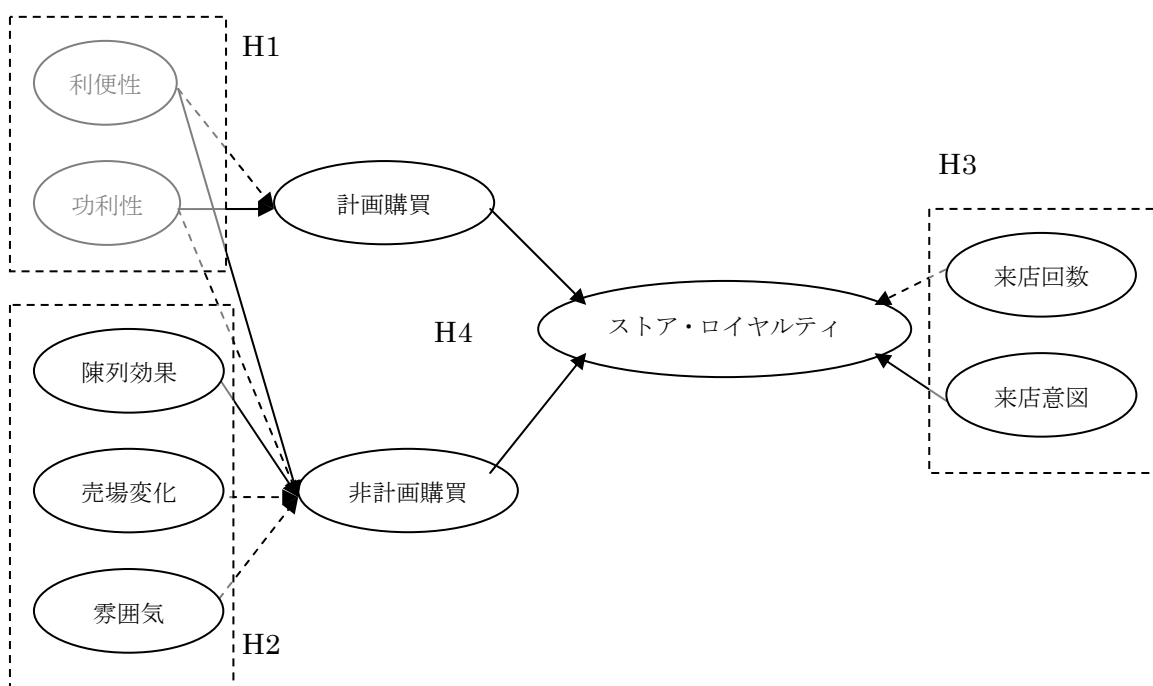 H1
利便性
功利性
計画購買
H3
来店回数
ストア・ロイヤルティ
H4
来店意図
陳列効果
売場変化
非計画購買
雰囲気
H2